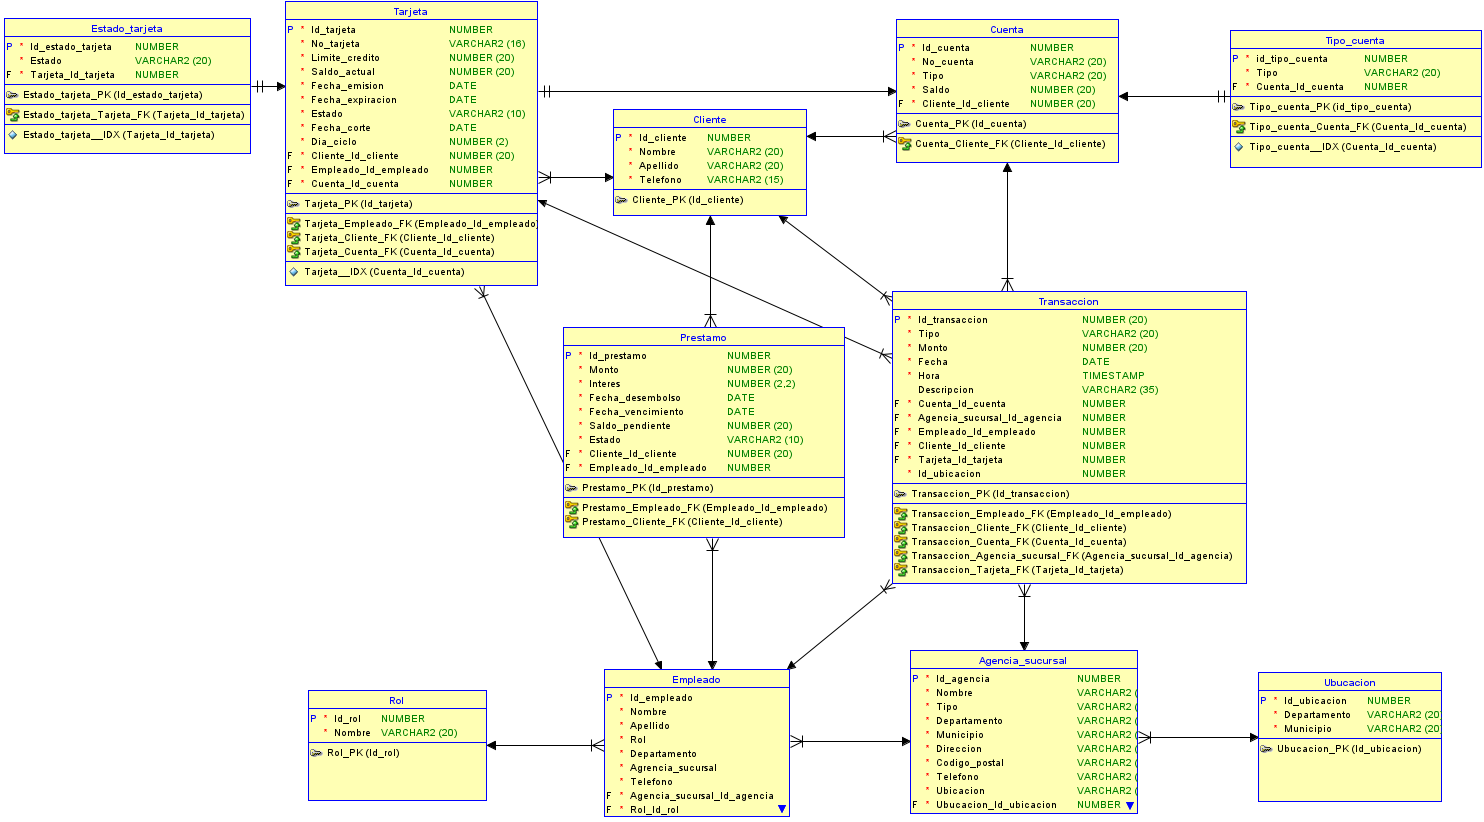 Estado_tarjeta
P * Id_estado_tarjeta NUMBER
* Estado VARCHAR2 (20)
F * Tarjeta_Id_tarjeta NUMBER
Estado_tarjeta_PK (Id_estado_tarjeta)
Estado_tarjeta_Tarjeta_FK (Tarjeta_Id_tarjeta)
Estado_tarjeta__IDX (Tarjeta_Id_tarjeta)
Tarjeta
P * Id_tarjeta NUMBER
* No_tarjeta VARCHAR2 (16)
* Limite_credito NUMBER (20)
* Saldo_actual NUMBER (20)
* Fecha_emision DATE
* Fecha_expiracion DATE
* Estado VARCHAR2 (10)
* Fecha_corte DATE
* Dia_ciclo NUMBER (2)
F * Cliente_Id_cliente NUMBER (20)
F * Empleado_Id_empleado NUMBER
F * Cuenta_Id_cuenta NUMBER
Tarjeta_PK (Id_tarjeta)
Tarjeta_Empleado_FK (Empleado_Id_empleado)
Tarjeta_Cliente_FK (Cliente_Id_cliente)
Tarjeta_Cuenta_FK (Cuenta_Id_cuenta)
Tarjeta__IDX (Cuenta_Id_cuenta)
Cliente
P * Id_cliente NUMBER
* Nombre VARCHAR2 (20)
* Apellido VARCHAR2 (20)
* Telefono VARCHAR2 (15)
Cliente_PK (Id_cliente)
Cuenta
P * Id_cuenta NUMBER
* No_cuenta VARCHAR2 (20)
* Tipo VARCHAR2 (20)
* Saldo NUMBER (20)
F * Cliente_Id_cliente NUMBER (20)
Cuenta_PK (Id_cuenta)
Cuenta_Cliente_FK (Cliente_Id_cliente)
Tipo_cuenta
P * id_tipo_cuenta NUMBER
* Tipo VARCHAR2 (20)
F * Cuenta_Id_cuenta NUMBER
Tipo_cuenta_PK (id_tipo_cuenta)
Tipo_cuenta_Cuenta_FK (Cuenta_Id_cuenta)
Tipo_cuenta__IDX (Cuenta_Id_cuenta)
Prestamo
P * Id_prestamo NUMBER
* Monto NUMBER (20)
* Interes NUMBER (2,2)
* Fecha_desembolso DATE
* Fecha_vencimiento DATE
* Saldo_pendiente NUMBER (20)
* Estado VARCHAR2 (10)
F * Cliente_Id_cliente NUMBER (20)
F * Empleado_Id_empleado NUMBER
Prestamo_PK (Id_prestamo)
Prestamo_Empleado_FK (Empleado_Id_empleado)
Prestamo_Cliente_FK (Cliente_Id_cliente)
Transaccion
P * Id_transaccion NUMBER (20)
* Tipo VARCHAR2 (20)
* Monto NUMBER (20)
* Fecha DATE
* Hora TIMESTAMP
Descripcion VARCHAR2 (35)
F * Cuenta_Id_cuenta NUMBER
F * Agencia_sucursal_Id_agencia NUMBER
F * Empleado_Id_empleado NUMBER
F * Cliente_Id_cliente NUMBER
F * Tarjeta_Id_tarjeta NUMBER
* Id_ubicacion NUMBER
Transaccion_PK (Id_transaccion)
Transaccion_Empleado_FK (Empleado_Id_empleado)
Transaccion_Cliente_FK (Cliente_Id_cliente)
Transaccion_Cuenta_FK (Cuenta_Id_cuenta)
Transaccion_Agencia_sucursal_FK (Agencia_sucursal_Id_agencia)
Transaccion_Tarjeta_FK (Tarjeta_Id_tarjeta)
Rol
P * Id_rol NUMBER
* Nombre VARCHAR2 (20)
Rol_PK (Id_rol)
Empleado
P * Id_empleado
* Nombre
* Apellido
* Rol
* Departamento
* Agrencia_sucursal
* Telefono
F * Agencia_sucursal_Id_agencia
F * Rol_Id_rol
Agencia_sucursal
P * Id_agencia NUMBER
* Nombre VARCHAR2 (
* Tipo VARCHAR2 (
* Departamento VARCHAR2 (
* Municipio VARCHAR2 (
* Direccion VARCHAR2 (
* Codigo_postal VARCHAR2 (
* Telefono VARCHAR2 (
* Ubicacion VARCHAR2 (
F * Ubucacion_Id_ubicacion NUMBER
Ubucacion
P * Id_ubicacion NUMBER
* Departamento VARCHAR2 (20)
* Municipio VARCHAR2 (20)
Ubucacion_PK (Id_ubicacion)